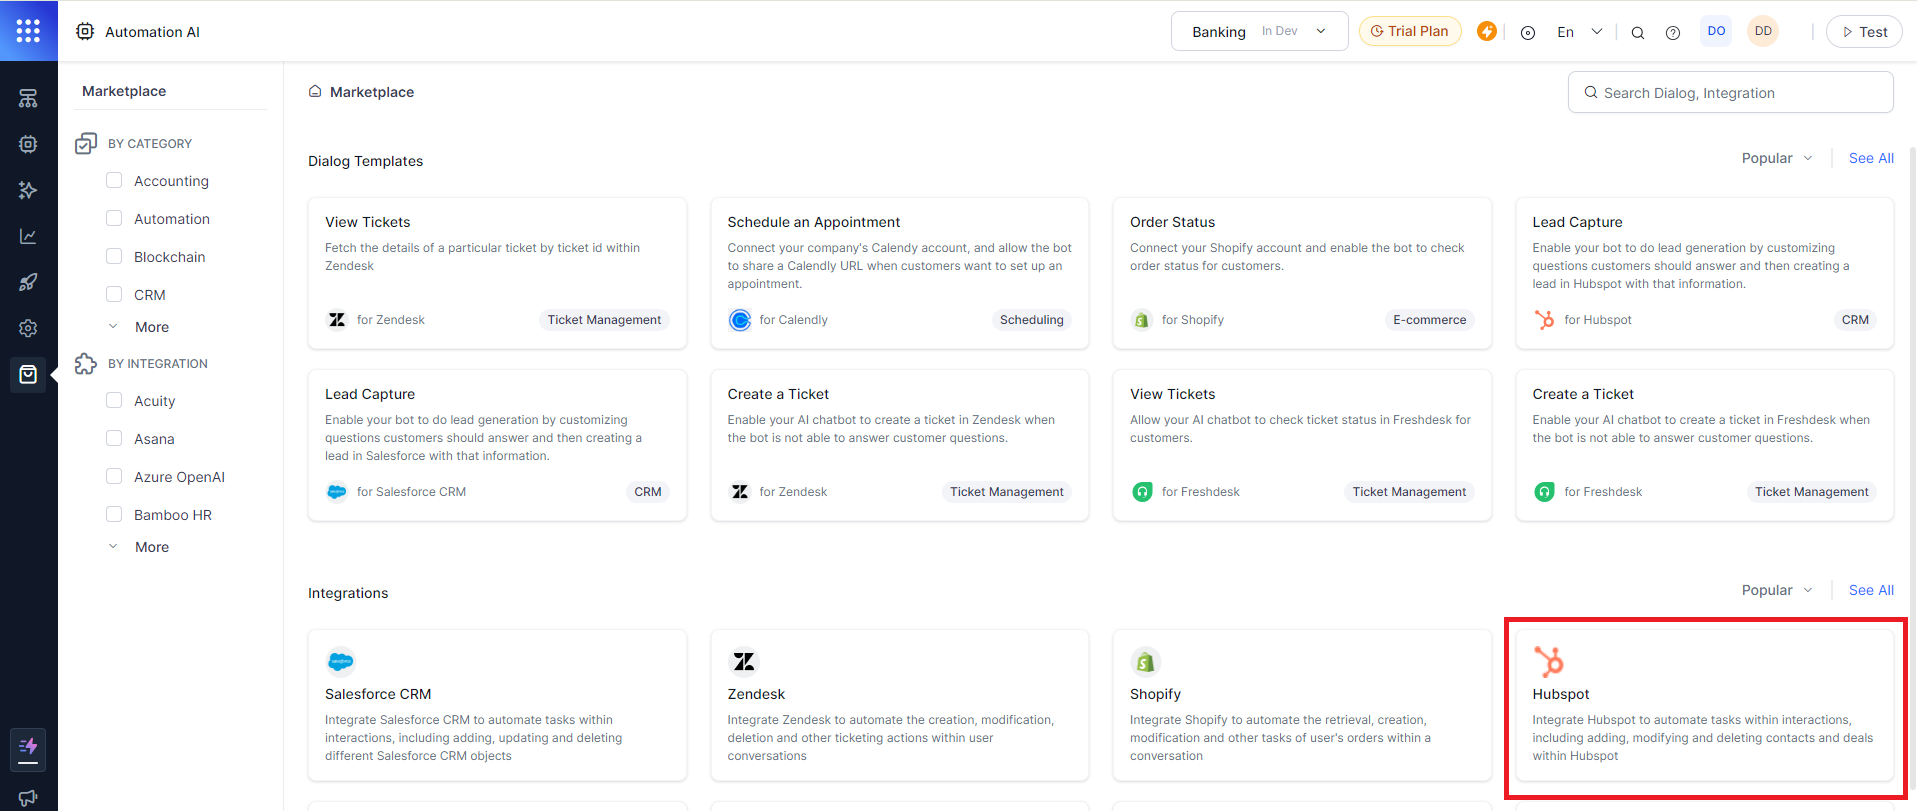 Automation AI
Banking In Dev
Trial Plan
En
DO
DD
Test
Marketplace
BY CATEGORY
Accounting
Automation
Blockchain
CRM
More
BY INTEGRATION
Acuity
Asana
Azure OpenAI
Bamboo HR
More
Marketplace
Search Dialog, Integration
Dialog Templates
Popular
See All
View Tickets
Fetch the details of a particular ticket by ticket id within
Zendesk
for Zendesk
Ticket Management
Schedule an Appointment
Connect your company's Calendy account, and allow the bot
to share a Calendly URL when customers want to set up an
appointment.
for Calendly
Scheduling
Order Status
Connect your Shopify account and enable the bot to check
order status for customers.
for Shopify
E-commerce
Lead Capture
Enable your bot to do lead generation by customizing
questions customers should answer and then creating a
lead in Hubspot with that information.
for Hubspot
CRM
Lead Capture
Enable your bot to do lead generation by customizing
questions customers should answer and then creating a
lead in Salesforce with that information.
for Salesforce CRM
CRM
Create a Ticket
Enable your AI chatbot to create a ticket in Zendesk when
the bot is not able to answer customer questions.
for Zendesk
Ticket Management
View Tickets
Allow your AI chatbot to check ticket status in Freshdesk for
customers.
for Freshdesk
Ticket Management
Create a Ticket
Enable your AI chatbot to create a ticket in Freshdesk when
the bot is not able to answer customer questions.
for Freshdesk
Ticket Management
Integrations
Popular
See All
Salesforce CRM
Integrate Salesforce CRM to automate tasks within
interactions, including adding, updating and deleting
different Salesforce CRM objects
Zendesk
Integrate Zendesk to automate the creation, modification,
deletion and other ticketing actions within user
conversations
Shopify
Integrate Shopify to automate the retrieval, creation,
modification and other tasks of user's orders within a
conversation
Hubspot
Integrate Hubspot to automate tasks within interactions,
including adding, modifying and deleting contacts and deals
within Hubspot